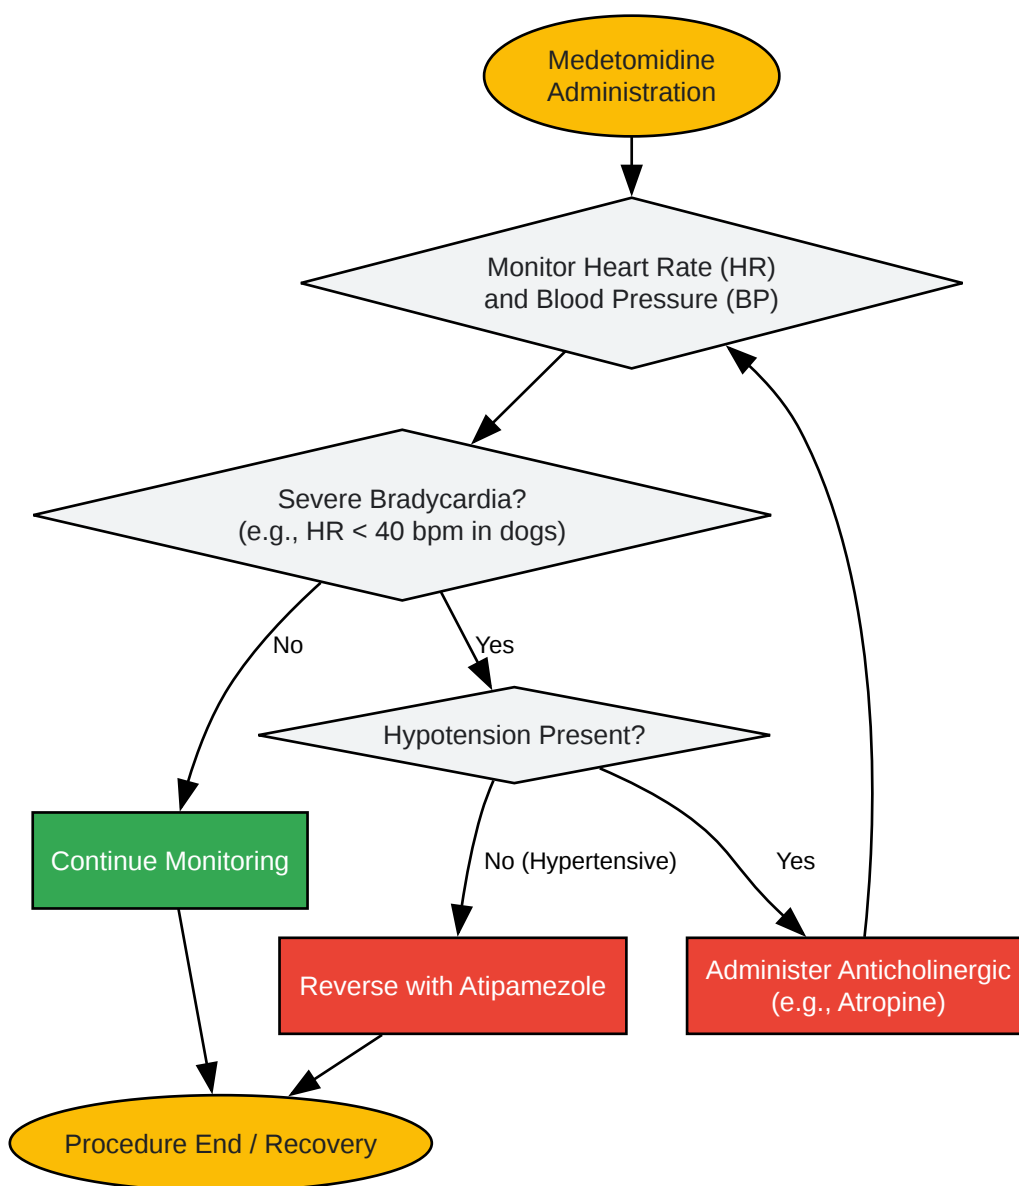 Medetomidine
Administration
Monitor Heart Rate (HR)
and Blood Pressure (BP)
Severe Bradycardia?
(e.g., HR < 40 bpm in dogs)
No
Yes
Hypotension Present?
Continue Monitoring
No (Hypertensive)
Yes
Reverse with Atipamezole
Administer Anticholinergic
(e.g., Atropine)
Procedure End / Recovery